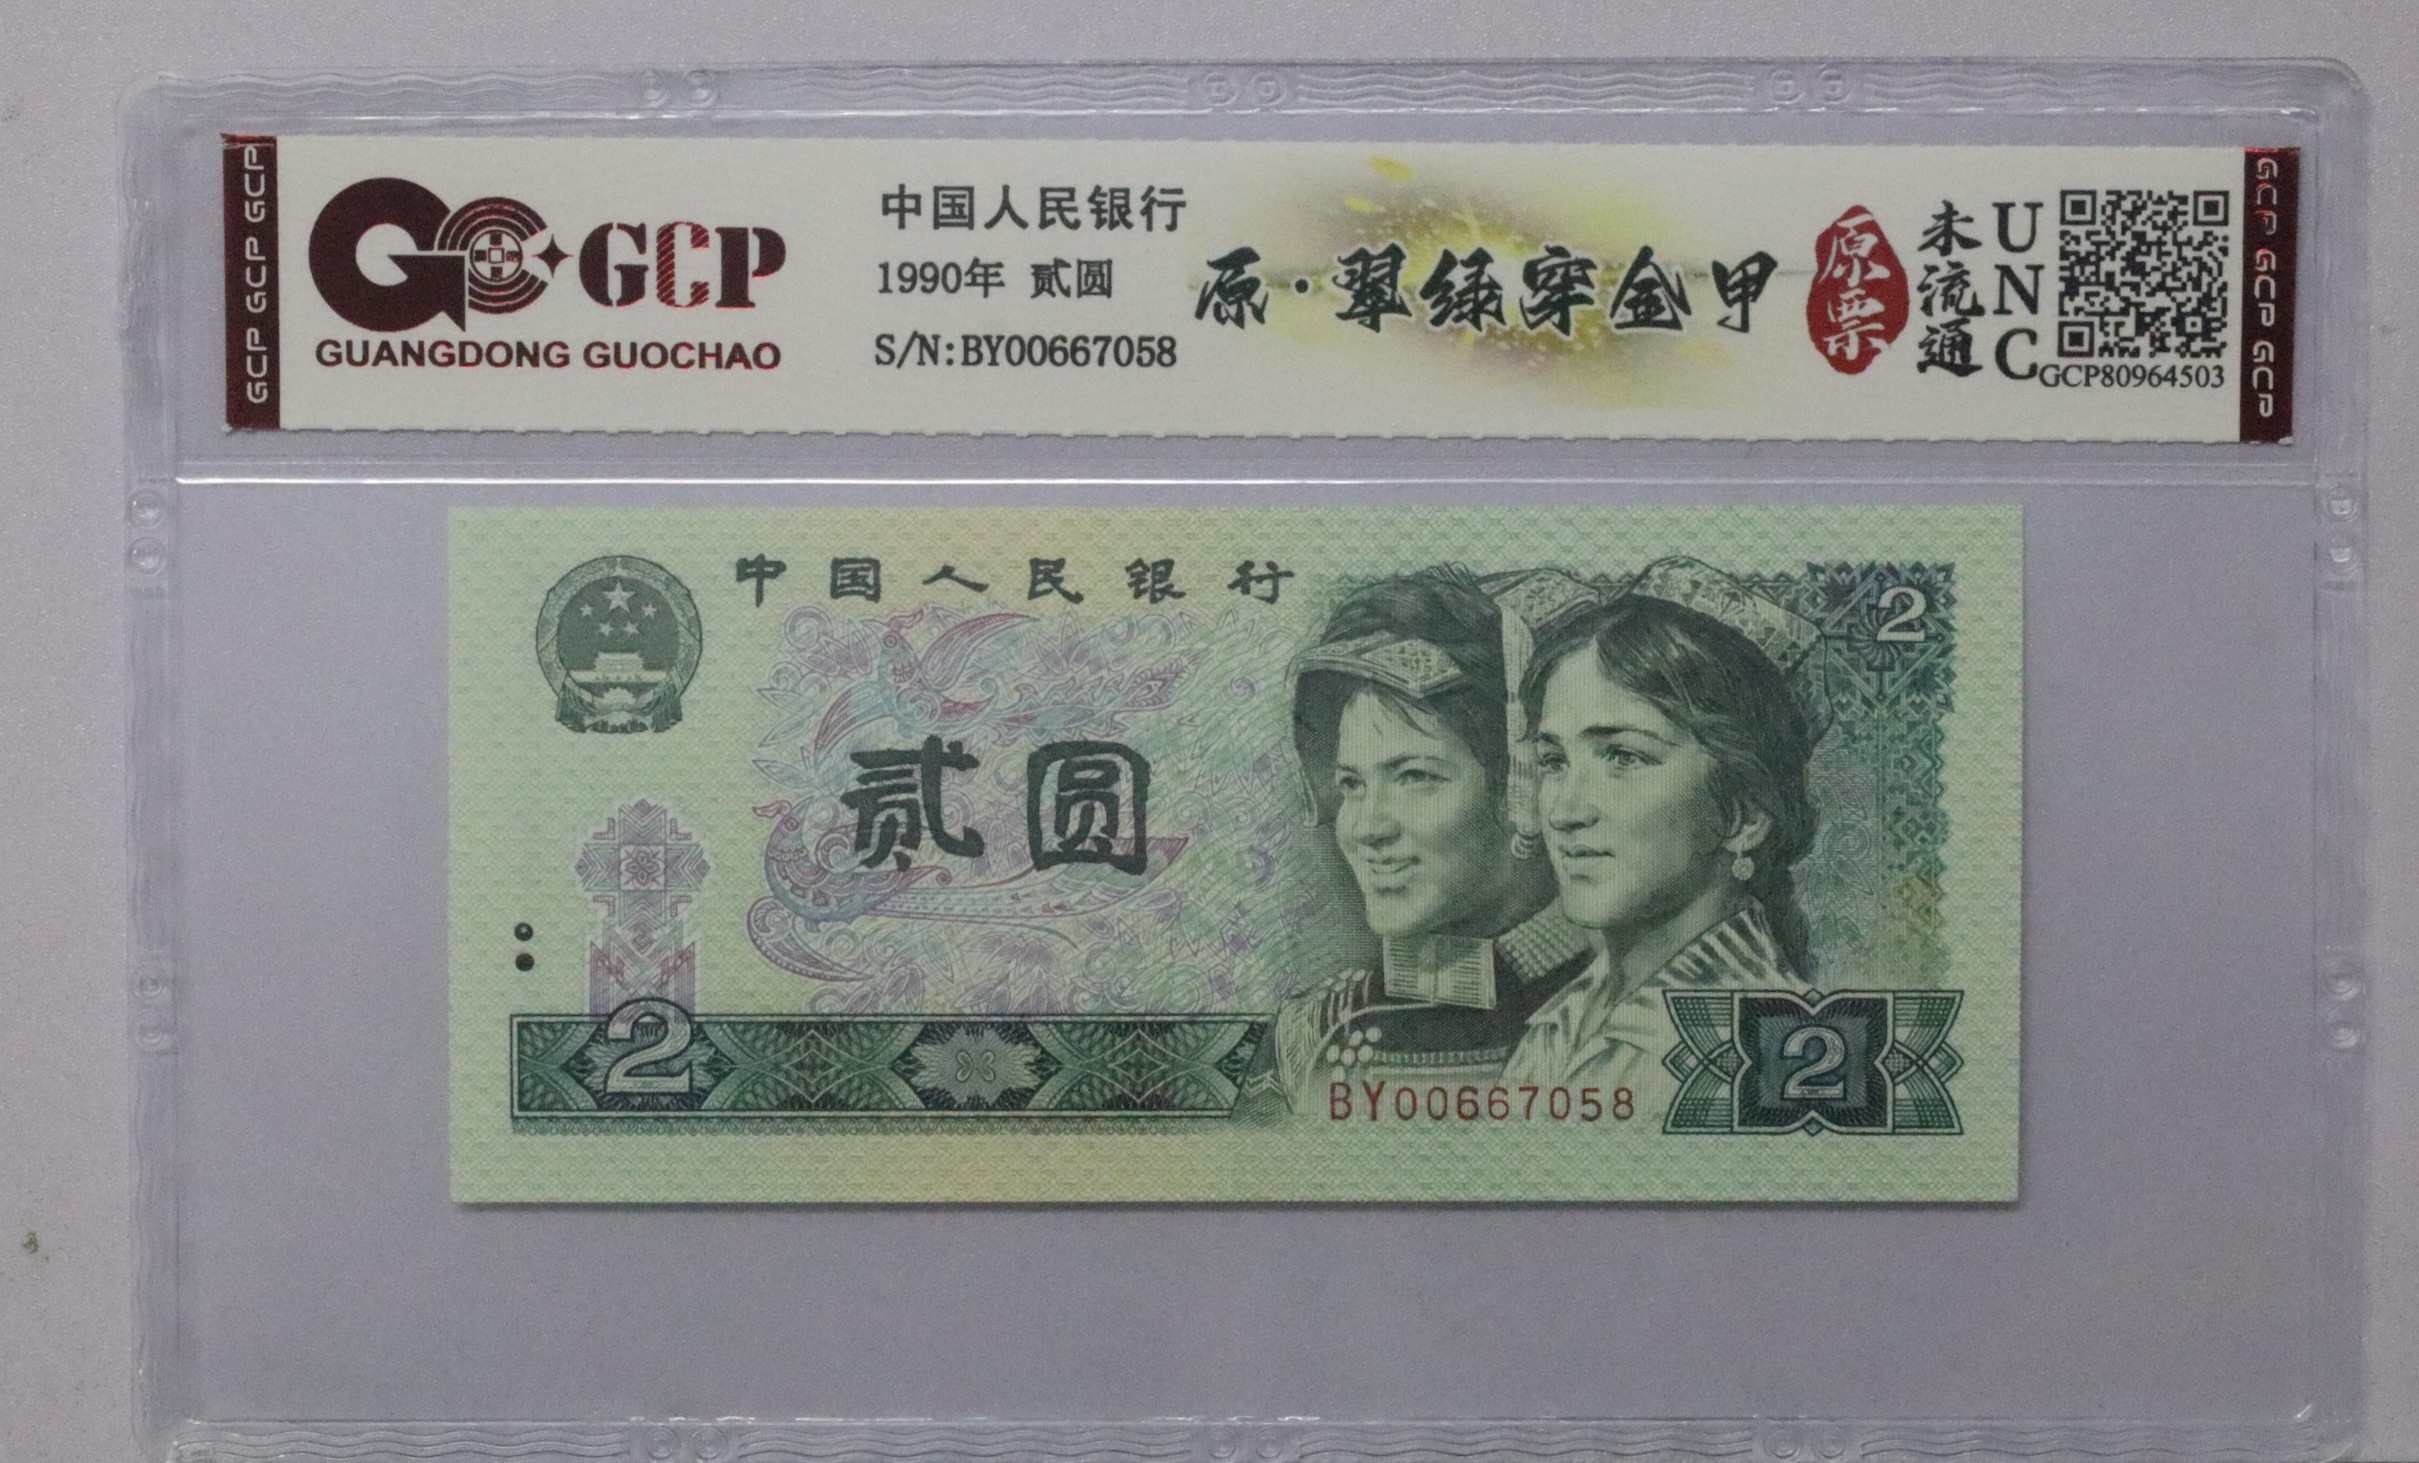 GCP GCP GCP
GCP
GUANGDONG GUOCHAO
中国人民银行
1990年 贰圆
S/N:BY00667058
原·翠绿穿金甲
原票
未流通
UNC
GCP80964503
GCP GCP GCP
中国人民银行
贰圆
2
2
BY00667058
2